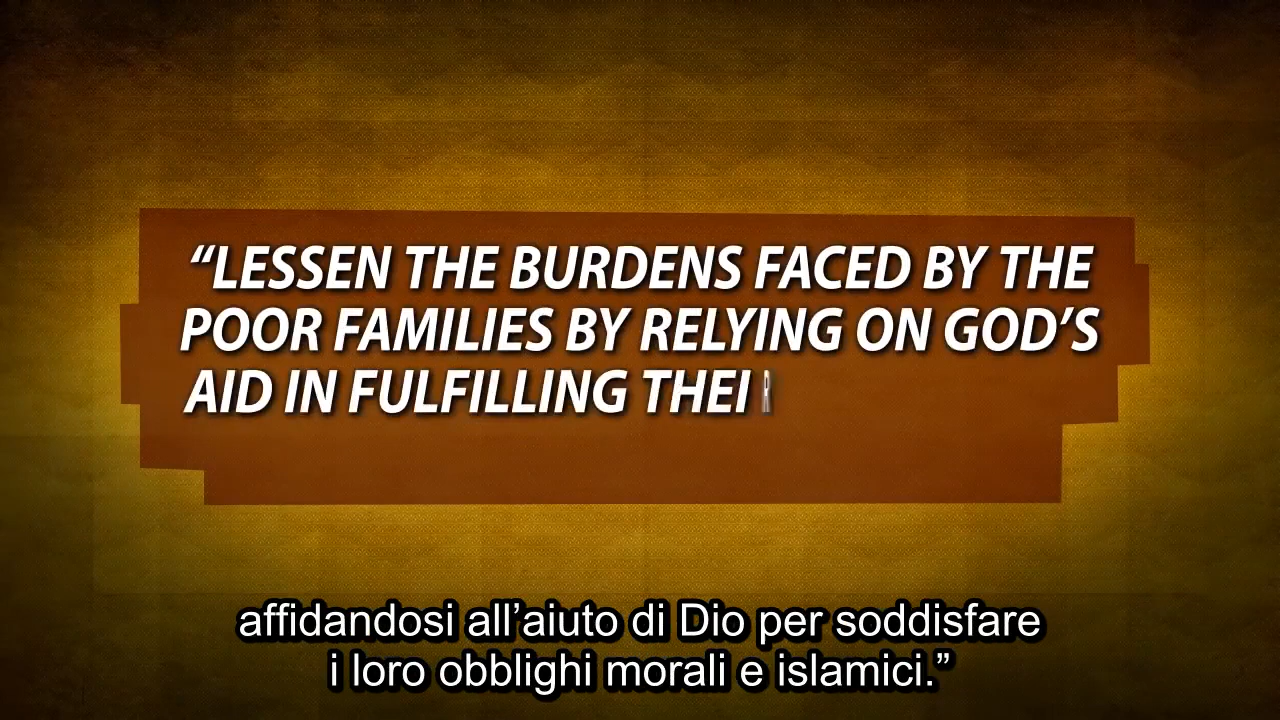 “LESSEN THE BURDENS FACED BY THE
POOR FAMILIES BY RELYING ON GOD’S
AID IN FULFILLING THEI
affidandosi all’aiuto di Dio per soddisfare
i loro obblighi morali e islamici.”